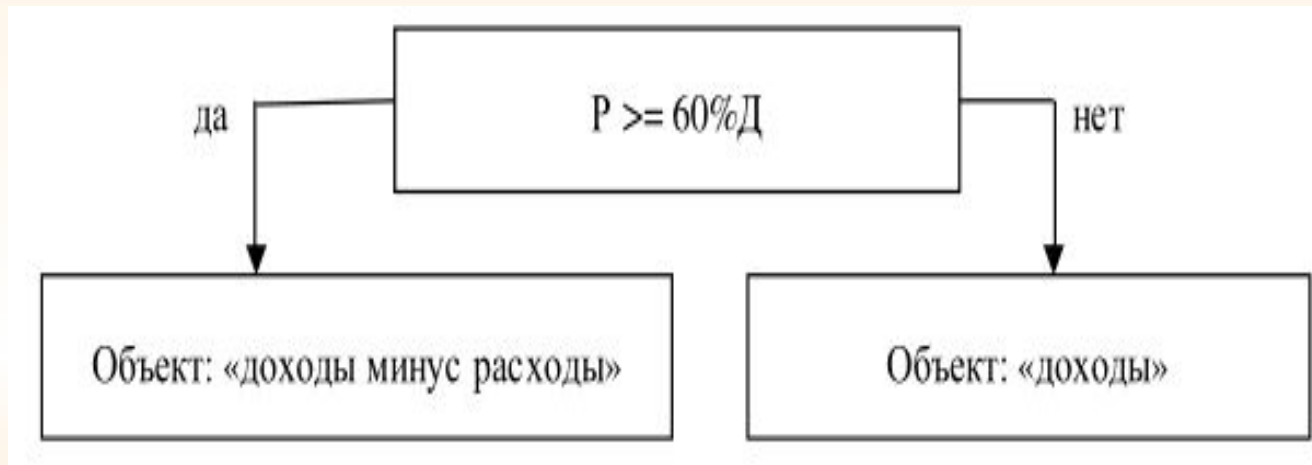 Р >= 60%Д
да
нет
Объект: «доходы минус расходы»
Объект: «доходы»